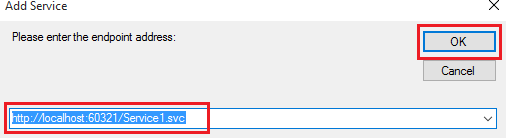 Add Service
Please enter the endpoint address:
OK
Cancel
http://localhost:60321/Service1.svc